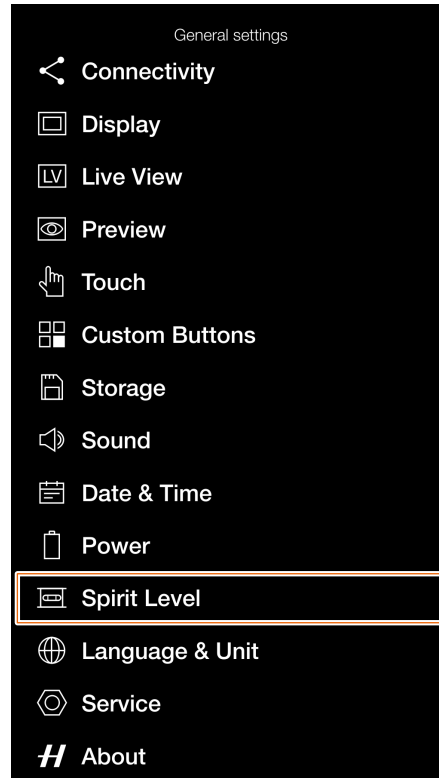 General settings
Connectivity
Display
LV Live View
Preview
Touch
Custom Buttons
Storage
Sound
Date & Time
Power
Spirit Level
Language & Unit
Service
H About